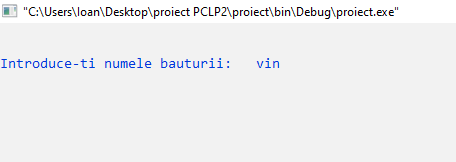 "C:\Users\Ioan\Desktop\proiect PCLP2\proiect\bin\Debug\proiect.exe"
Introduce-ti numele bauturii: vin